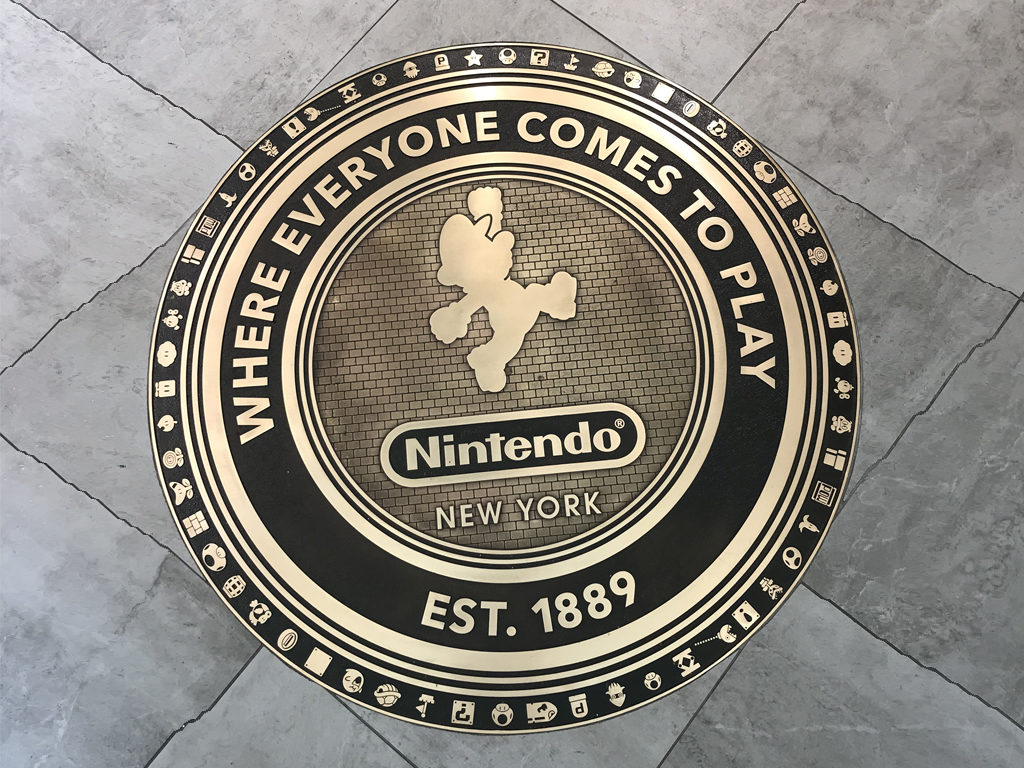 WHERE EVERYONE COMES TO PLAY
Nintendo®
NEW YORK
EST. 1889